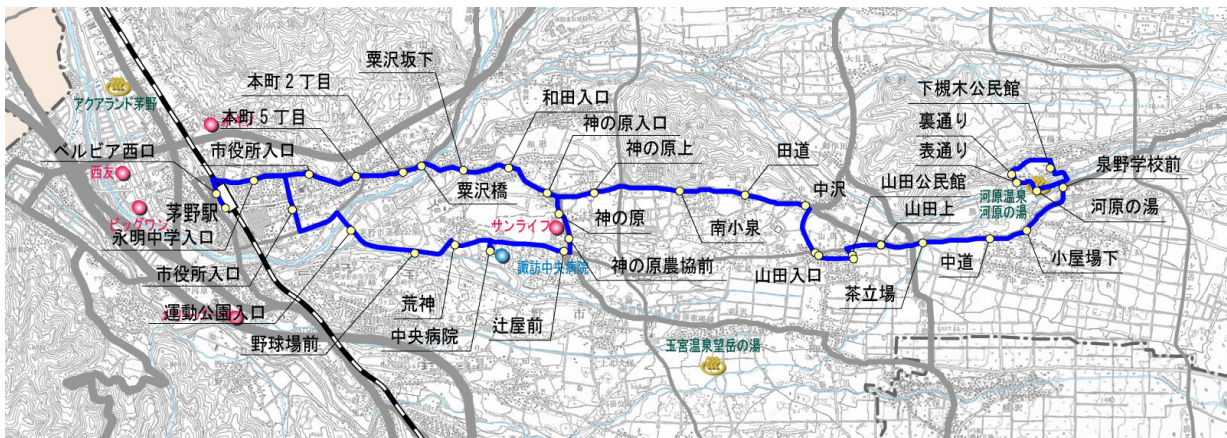 粟沢坂下
本町2丁目
下槻木公民館
和田入口
アクアランド茅野
裏通り
本町5丁目
神の原入口
表通り
ベルビア西口
市役所入口
神の原上
田道
泉野学校前
西友
中沢
山田公民館
河原温泉
河原の湯
粟沢橋
茅野駅
ビッグワン
山田上
河原の湯
サンライフ
神の原
南小泉
永明中学入口
諏訪中央病院
神の原農協前
小屋場下
市役所入口
山田入口
中道
荒神
茶立場
運動公園入口
中央病院
辻屋前
野球場前
市
玉宮温泉望岳の湯